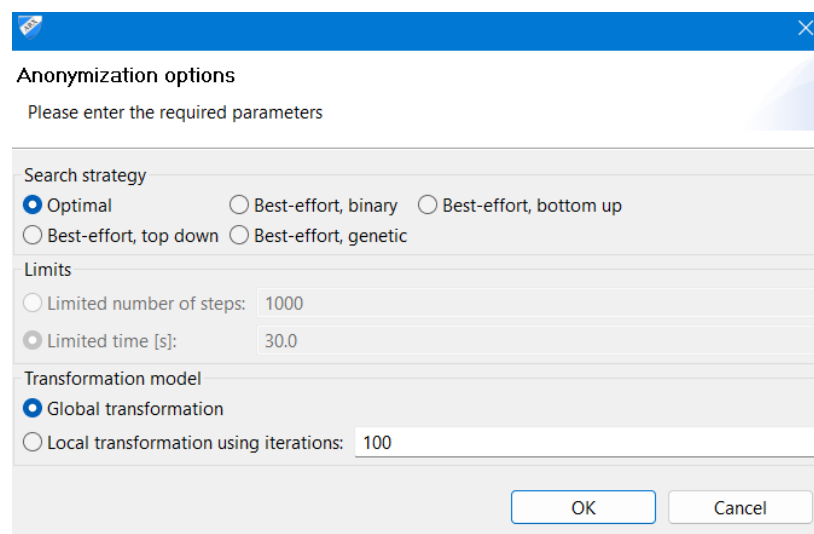 ARX
Anonymization options
Please enter the required parameters
Search strategy
Optimal Best-effort, binary Best-effort, bottom up
Best-effort, top down Best-effort, genetic
Limits
Limited number of steps: 1000
Limited time [s]: 30.0
Transformation model
Global transformation
Local transformation using iterations: 100
OK Cancel